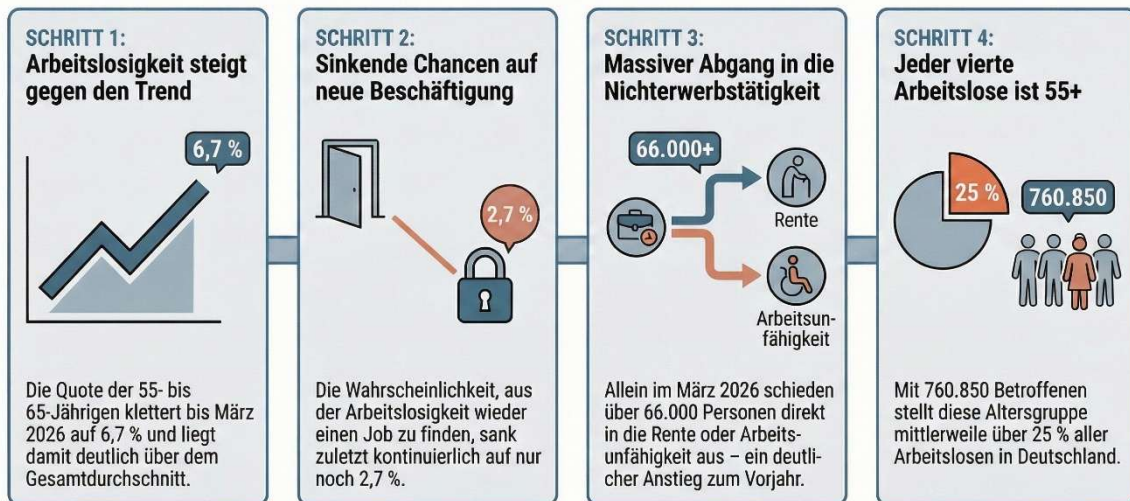 SCHRITT 1:
Arbeitslosigkeit steigt
gegen den Trend
6,7 %
Die Quote der 55- bis
65-Jährigen klettert bis März
2026 auf 6,7 % und liegt
damit deutlich über dem
Gesamtdurchschnitt.
SCHRITT 2:
Sinkende Chancen auf
neue Beschäftigung
2,7 %
Die Wahrscheinlichkeit, aus
der Arbeitslosigkeit wieder
einen Job zu finden, sank
zuletzt kontinuierlich auf nur
noch 2,7 %.
SCHRITT 3:
Massiver Abgang in die
Nichterwerbstätigkeit
66.000+
Rente
Arbeitsun-
fähigkeit
Allein im März 2026 schieden
über 66.000 Personen direkt
in die Rente oder Arbeits-
unfähigkeit aus – ein deutli-
cher Anstieg zum Vorjahr.
SCHRITT 4:
Jeder vierte
Arbeitslose ist 55+
25 %
760.850
Mit 760.850 Betroffenen
stellt diese Altersgruppe
mittlerweile über 25 % aller
Arbeitslosen in Deutschland.